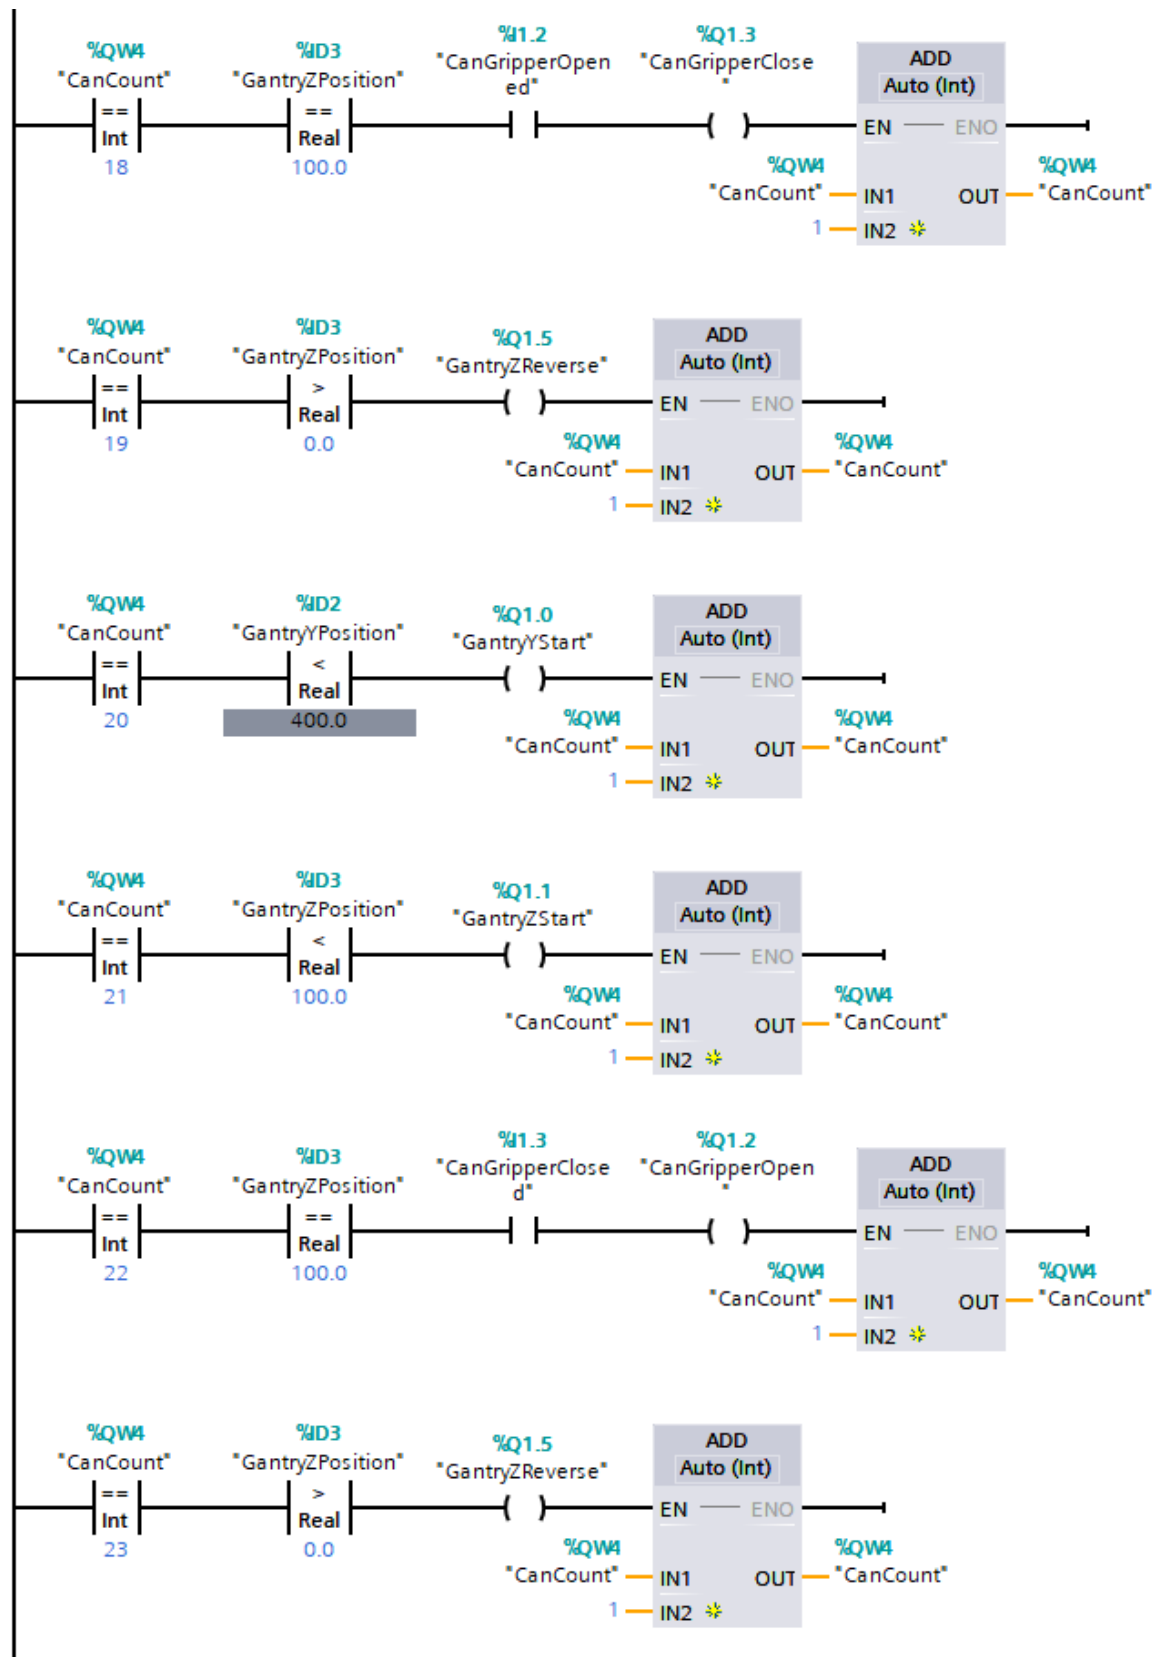 %QW4
"CanCount"
==
Int
18
%ID3
"GantryZPosition"
==
Real
100.0
%I1.2
"CanGripperOpen
ed"
%Q1.3
"CanGripperClose
"
ADD
Auto (Int)
EN
ENO
%QW4
"CanCount"
IN1
1
IN2
OUT
%QW4
"CanCount"
%QW4
"CanCount"
==
Int
19
%ID3
"GantryZPosition"
>
Real
0.0
%Q1.5
"GantryZReverse"
ADD
Auto (Int)
EN
ENO
%QW4
"CanCount"
IN1
1
IN2
OUT
%QW4
"CanCount"
%QW4
"CanCount"
==
Int
20
%ID2
"GantryYPosition"
<
Real
400.0
%Q1.0
"GantryYStart"
ADD
Auto (Int)
EN
ENO
%QW4
"CanCount"
IN1
1
IN2
OUT
%QW4
"CanCount"
%QW4
"CanCount"
==
Int
21
%ID3
"GantryZPosition"
<
Real
100.0
%Q1.1
"GantryZStart"
ADD
Auto (Int)
EN
ENO
%QW4
"CanCount"
IN1
1
IN2
OUT
%QW4
"CanCount"
%QW4
"CanCount"
==
Int
22
%ID3
"GantryZPosition"
==
Real
100.0
%I1.3
"CanGripperClose
d"
%Q1.2
"CanGripperOpen
"
ADD
Auto (Int)
EN
ENO
%QW4
"CanCount"
IN1
1
IN2
OUT
%QW4
"CanCount"
%QW4
"CanCount"
==
Int
23
%ID3
"GantryZPosition"
>
Real
0.0
%Q1.5
"GantryZReverse"
ADD
Auto (Int)
EN
ENO
%QW4
"CanCount"
IN1
1
IN2
OUT
%QW4
"CanCount"